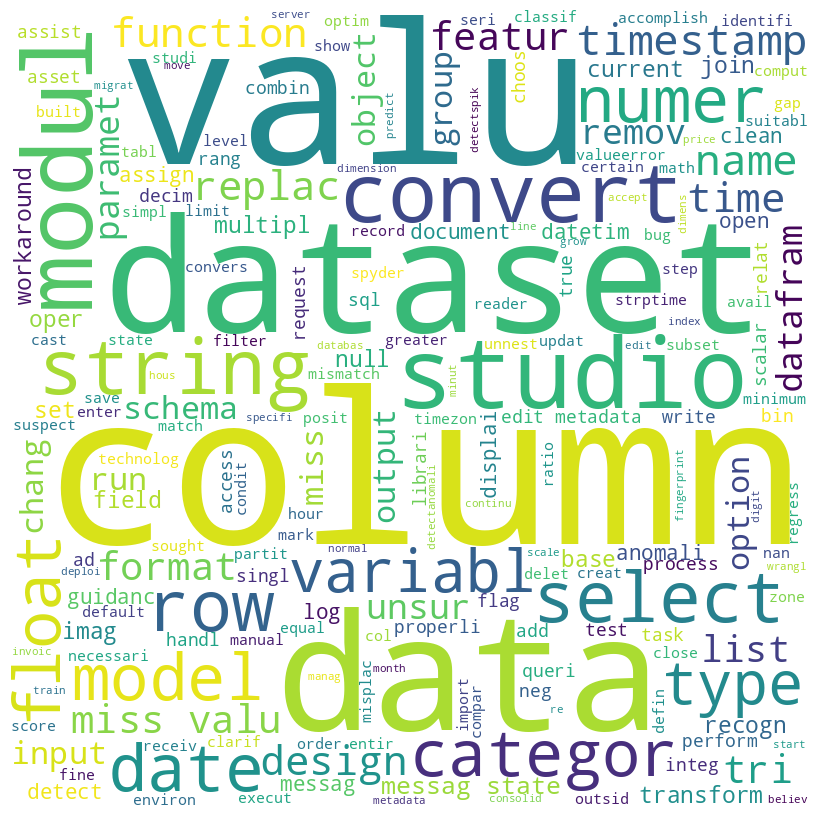 server
optim
seri
classif
accomplish
identifi
assist
function
featur
timestamp
studi
show
valu
move
choos
current
join
comput
asset
modul
object
group
combin
migrat
predict
detectspik
numer
gap
built
paramet
suitabl
remov
price
clean
level
tabl
rang
valueerror
certain
math
name
dimension
assign
decim
replac
convert
time
workaround
simpl
limit
multipl
record
document
line
datetim
accept
dimens
open
grow
bug
true
relat
convers
dataset
request
spyder
reader
step
strptime
avail
datafram
oper
sql
index
cast
state
filter
databas
greater
unnest
updat
edit
subset
scalar
string
hous
null
mismatch
studio
minut
minimum
save
set
enter
schema
specifi
posit
timezon
edit metadata
write
bin
suspect
match
chang
column
miss
output
librari
displai
technolog
access
condit
ratio
run
field
detectanomali
continu
fingerprint
option
digit
regress
hour
mark
float
sought
normal
partit
scale
base
anomali
nan
ad
deploi
format
singl
variabl
delet
creat
process
wrangl
guidanc
default
row
log
unsur
flag
select
zone
imag
handl
manual
equal
col
properli
add
test
task
list
invoic
necessari
data
close
train
model
month
manag
misplac
queri
type
neg
import
compar
re
defin
score
miss valu
recogn
input
receiv
clarif
order
entir
perform
start
date
design
categor
integ
tri
fine
detect
messag
messag state
environ
execut
metadata
consolid
outsid
transform
believ